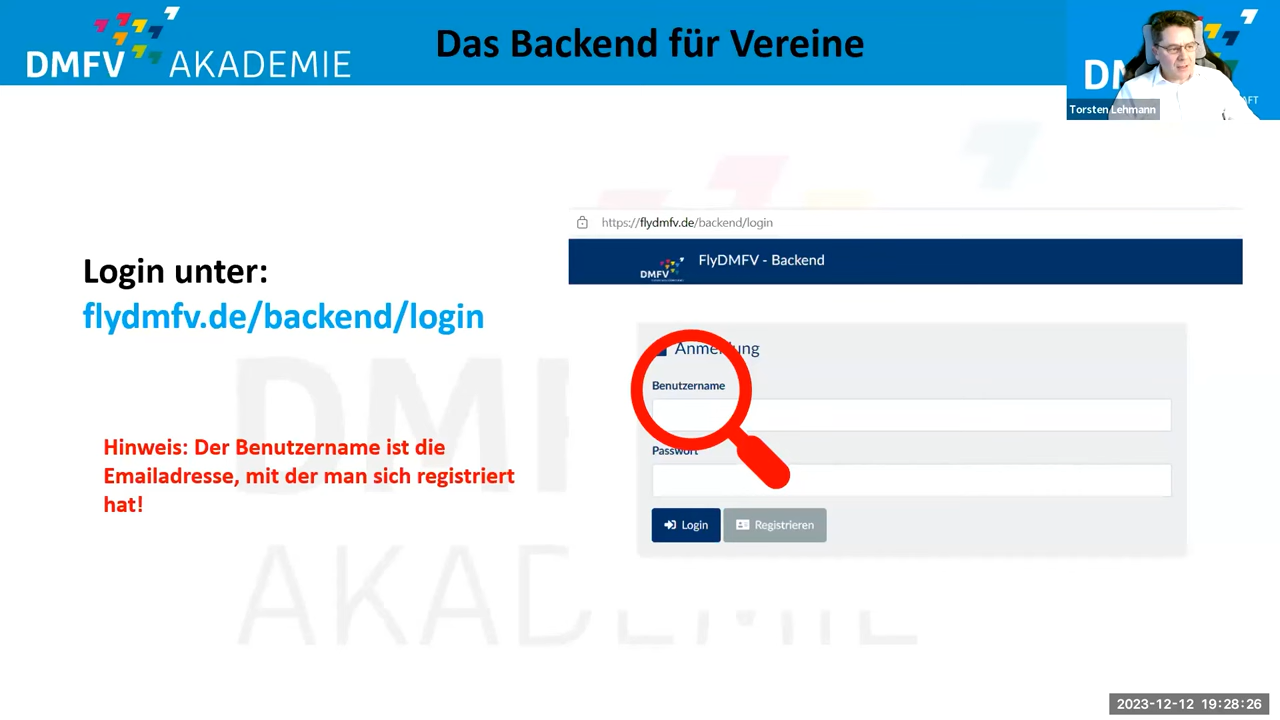 DMFV AKADEMIE
Das Backend für Vereine
Torsten Lehmann
https://flydmfv.de/backend/login
DMFV
FlyDMFV - Backend
Login unter:
flydmfv.de/backend/login
Anmeldung
Benutzername
Passwort
Login
Registrieren
Hinweis: Der Benutzername ist die
Emailadresse, mit der man sich registriert
hat!
DMF
AKADEMIE
2023-12-12 19:28:26